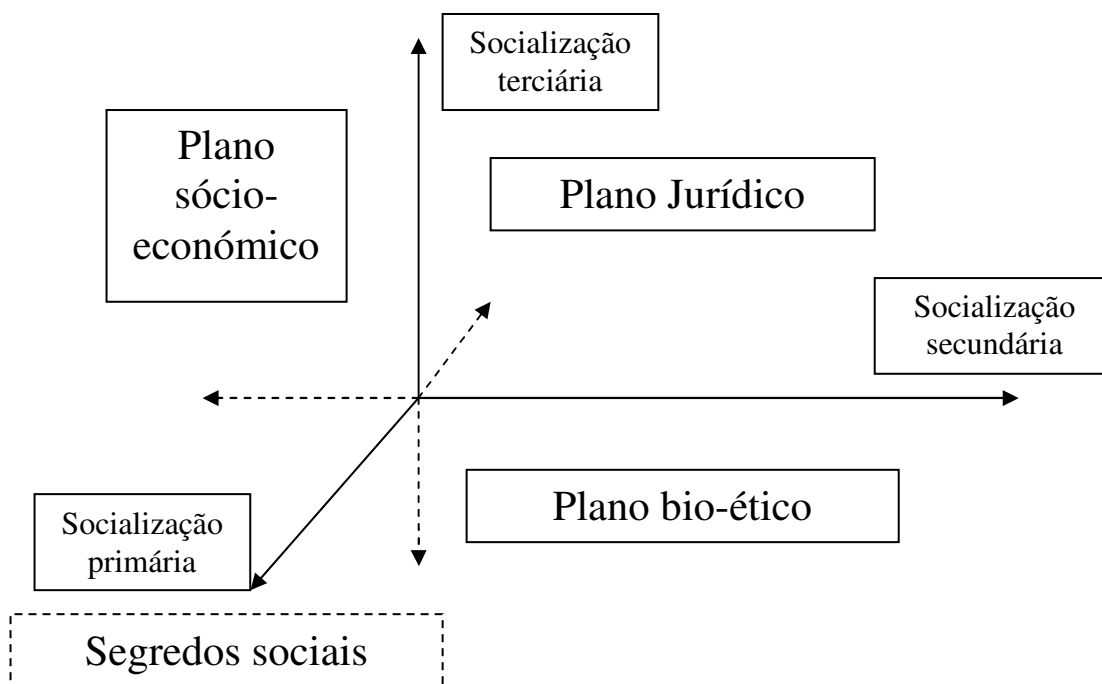 Socialização
terciária
Plano
sócio-
económico
Plano Jurídico
Socialização
secundária
Plano bio-ético
Socialização
primária
Segredos sociais